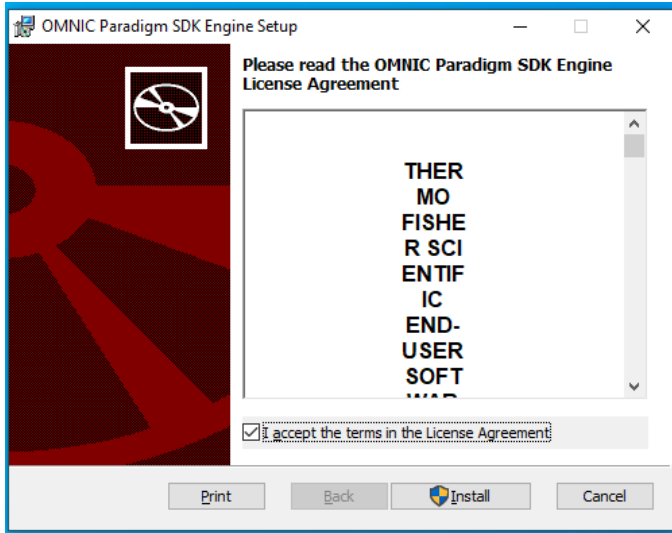 OMNIC Paradigm SDK Engine Setup
Please read the OMNIC Paradigm SDK Engine
License Agreement
THER
MO
FISHE
R SCI
ENTIF
IC
END-
USER
SOFT
WAR
I accept the terms in the License Agreement
Print
Back
Install
Cancel